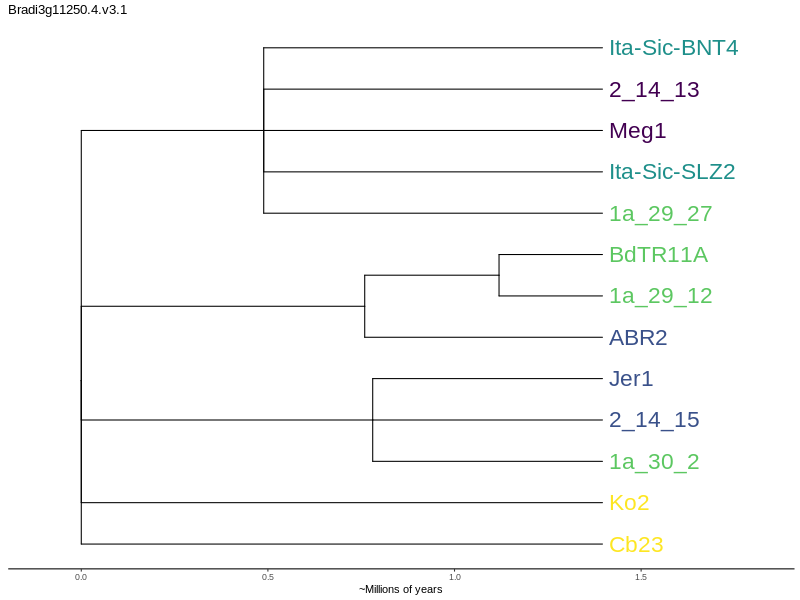 Bradi3g11250.4.v3.1
Ita-Sic-BNT4
2_14_13
Meg1
Ita-Sic-SLZ2
1a_29_27
BdTR11A
1a_29_12
ABR2
Jer1
2_14_15
1a_30_2
Ko2
Cb23
0.0 0.5 1.0 1.5
~Millions of years